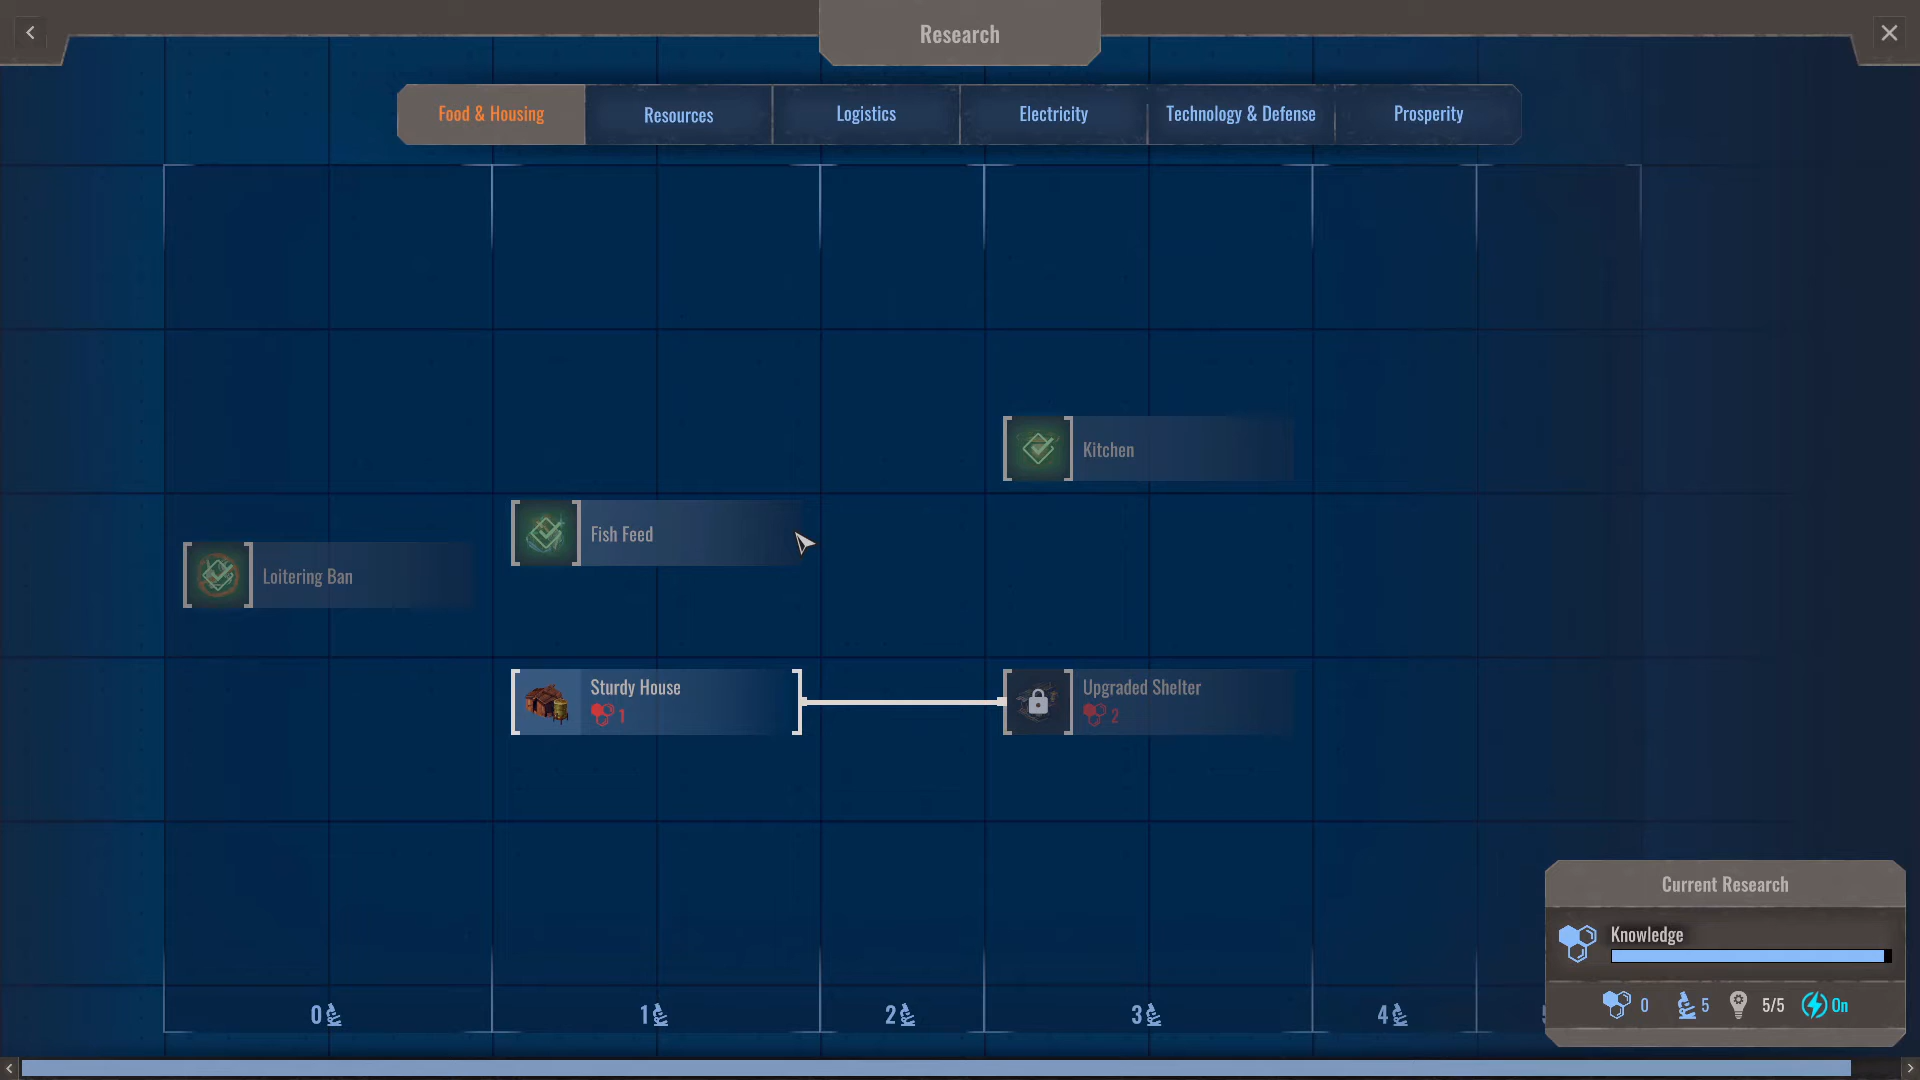 Research
Food & Housing
Resources
Logistics
Electricity
Technology & Defense
Prosperity
Kitchen
Fish Feed
Loitering Ban
Sturdy House
1
Upgraded Shelter
2
Current Research
Knowledge
0
5
5/5
On
0
1
2
3
4